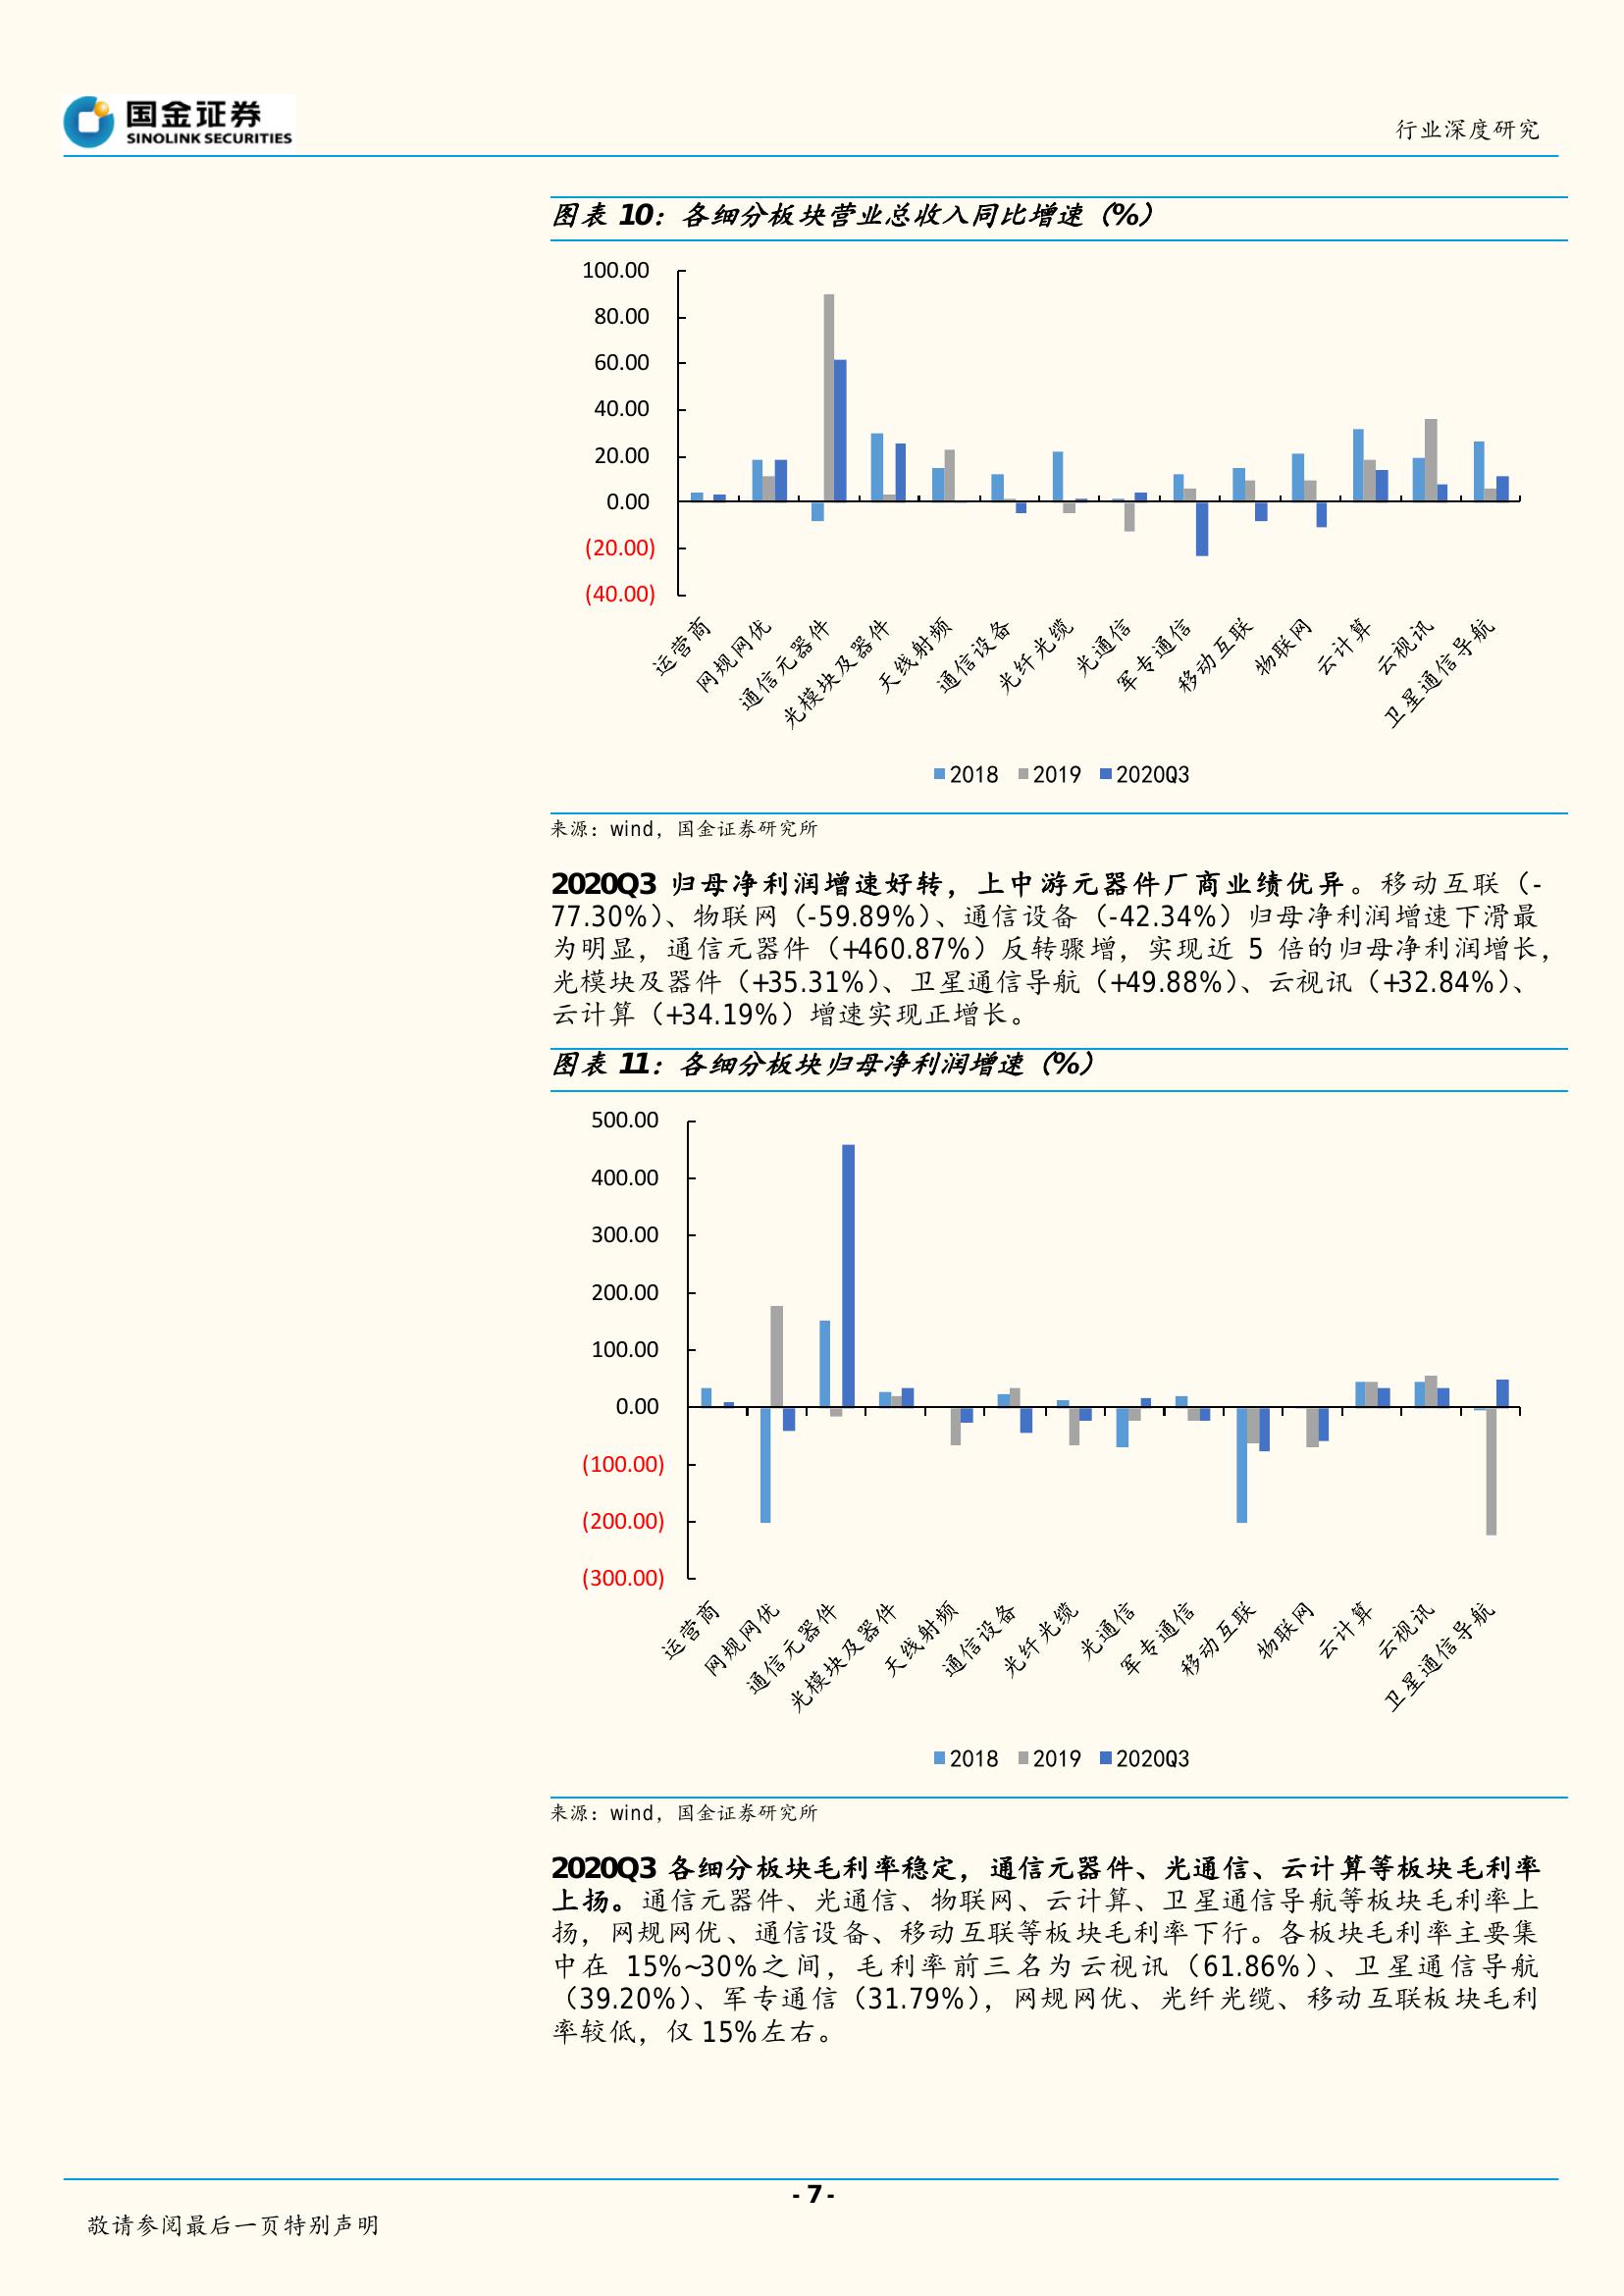 国金证券
SINOLINK SECURITIES
行业深度研究
图表 10：各细分板块营业总收入同比增速（%）
100.00
80.00
60.00
40.00
20.00
0.00
(20.00)
(40.00)
运营商
网规网优
通信元器件
光模块及器件
天线射频
通信设备
光纤光缆
光通信
军专通信
移动互联
物联网
云计算
云视讯
卫星通信导航
2018 2019 2020Q3
来源：wind，国金证券研究所
2020Q3 归母净利润增速好转，上中游元器件厂商业绩优异。移动互联（-
77.30%）、物联网（-59.89%）、通信设备（-42.34%）归母净利润增速下滑最
为明显，通信元器件（+460.87%）反转骤增，实现近 5 倍的归母净利润增长，
光模块及器件（+35.31%）、卫星通信导航（+49.88%）、云视讯（+32.84%）、
云计算（+34.19%）增速实现正增长。
图表 11：各细分板块归母净利润增速（%）
500.00
400.00
300.00
200.00
100.00
0.00
(100.00)
(200.00)
(300.00)
运营商
网规网优
通信元器件
光模块及器件
天线射频
通信设备
光纤光缆
光通信
军专通信
移动互联
物联网
云计算
云视讯
卫星通信导航
2018 2019 2020Q3
来源：wind，国金证券研究所
2020Q3 各细分板块毛利率稳定，通信元器件、光通信、云计算等板块毛利率
上扬。通信元器件、光通信、物联网、云计算、卫星通信导航等板块毛利率上
扬，网规网优、通信设备、移动互联等板块毛利率下行。各板块毛利率主要集
中在 15%~30%之间，毛利率前三名为云视讯（61.86%）、卫星通信导航
（39.20%）、军专通信（31.79%），网规网优、光纤光缆、移动互联板块毛利
率较低，仅 15%左右。
- 7 -
敬请参阅最后一页特别声明